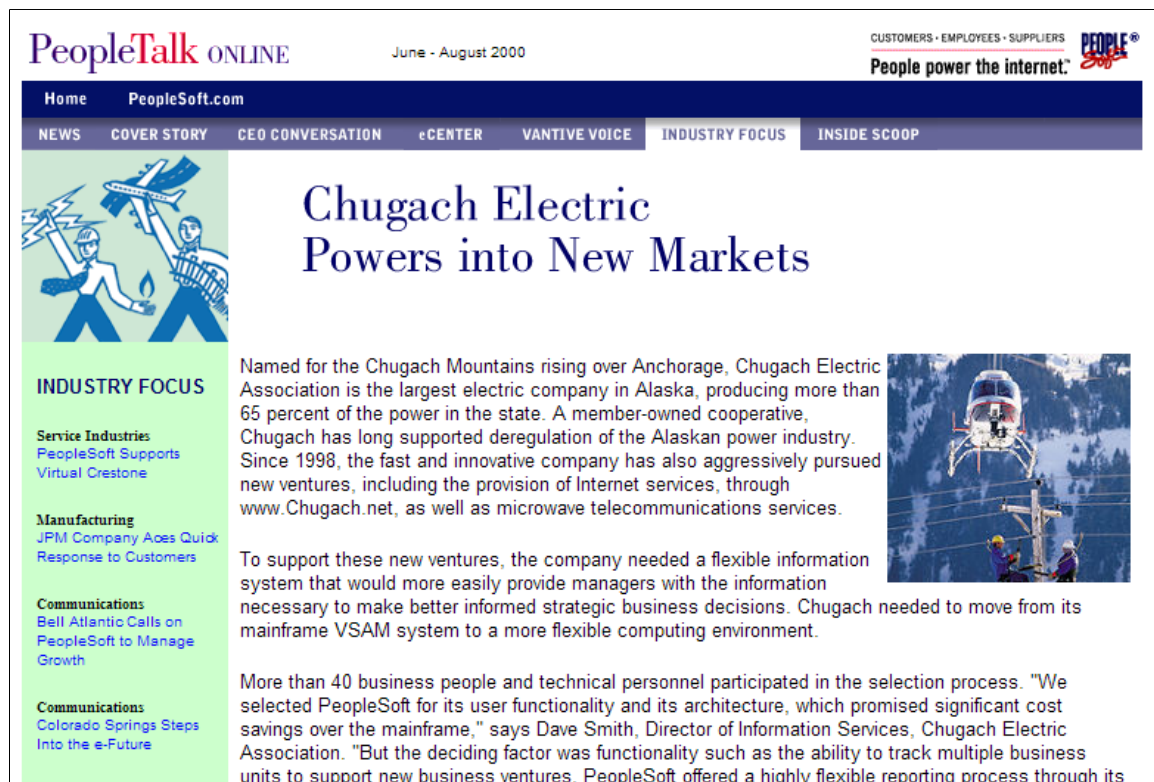 PeopleTalk ONLINE
June - August 2000
CUSTOMERS • EMPLOYEES • SUPPLIERS
People power the internet.™
PEOPLE Soft®
Home PeopleSoft.com
NEWS COVER STORY CEO CONVERSATION eCENTER VANTIVE VOICE INDUSTRY FOCUS INSIDE SCOOP
Chugach Electric
Powers into New Markets
INDUSTRY FOCUS
Service Industries
PeopleSoft Supports
Virtual Crestone
Manufacturing
JPM Company Aces Quick
Response to Customers
Communications
Bell Atlantic Calls on
PeopleSoft to Manage
Growth
Communications
Colorado Springs Steps
Into the e-Future
Named for the Chugach Mountains rising over Anchorage, Chugach Electric
Association is the largest electric company in Alaska, producing more than
65 percent of the power in the state. A member-owned cooperative,
Chugach has long supported deregulation of the Alaskan power industry.
Since 1998, the fast and innovative company has also aggressively pursued
new ventures, including the provision of Internet services, through
www.Chugach.net, as well as microwave telecommunications services.
To support these new ventures, the company needed a flexible information
system that would more easily provide managers with the information
necessary to make better informed strategic business decisions. Chugach needed to move from its
mainframe VSAM system to a more flexible computing environment.
More than 40 business people and technical personnel participated in the selection process. "We
selected PeopleSoft for its user functionality and its architecture, which promised significant cost
savings over the mainframe," says Dave Smith, Director of Information Services, Chugach Electric
Association. "But the deciding factor was functionality such as the ability to track multiple business
units to support new business ventures. PeopleSoft offered a highly flexible reporting process through its